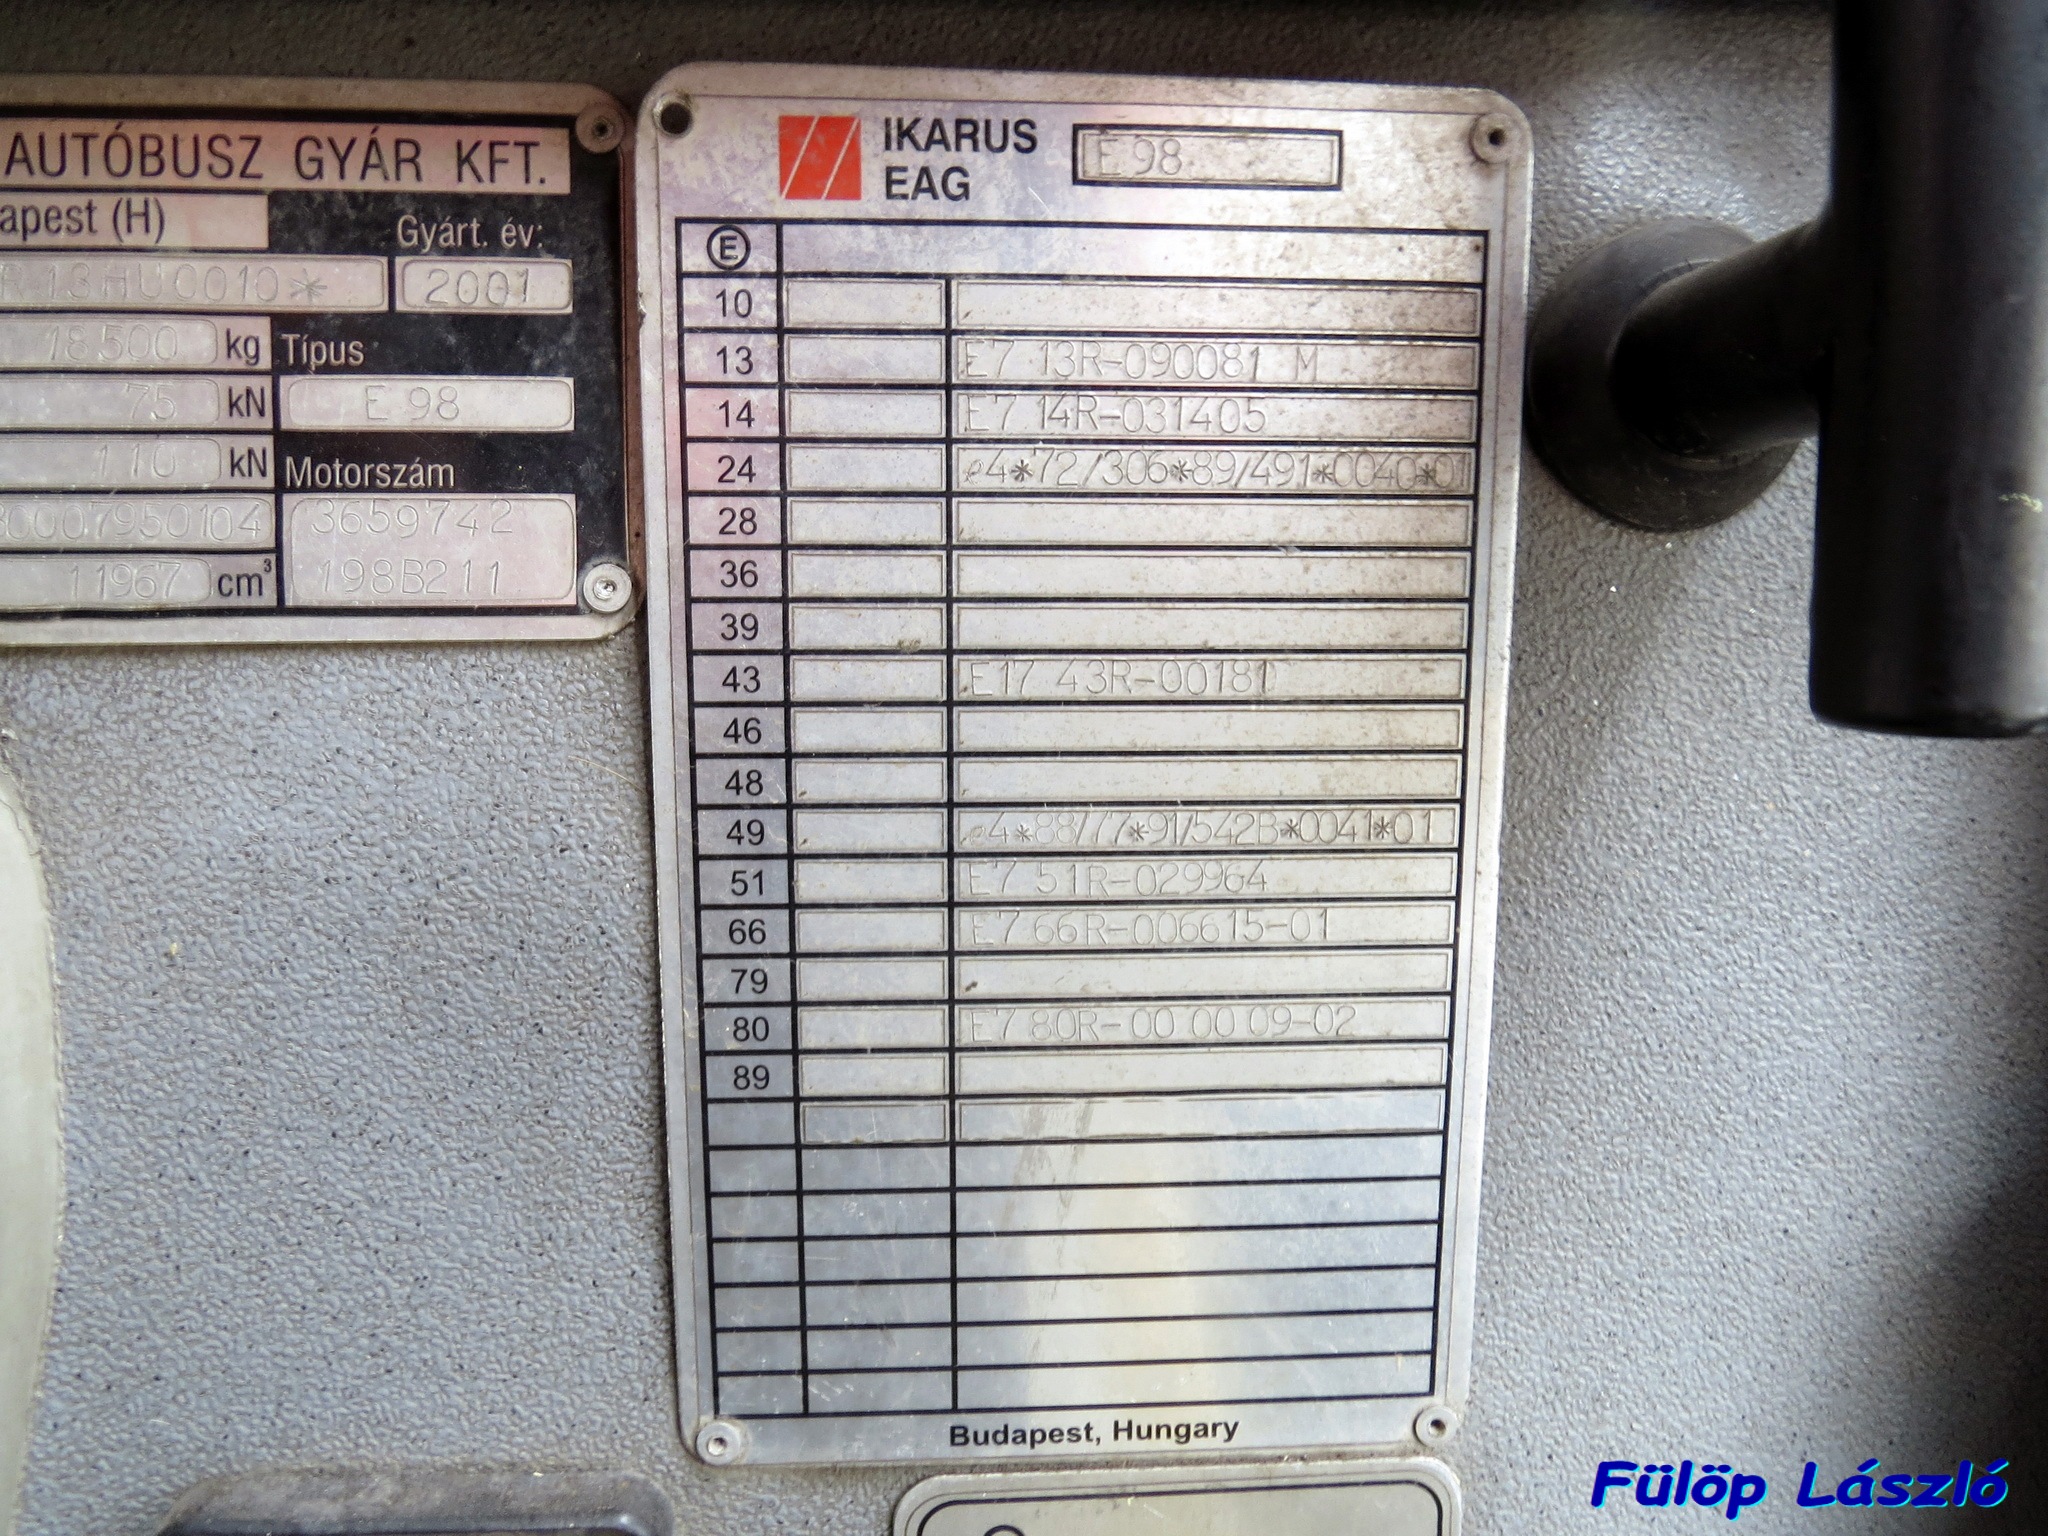 AUTÓBUSZ GYÁR KFT.
apest (H)
Gyárt. év:
R 13HU0010*
2001
18500 kg
Típus
75 kN
E 98
110 kN
Motorszám
0007950104
3659742
11967 cm³
198B211
IKARUS
EAG
E 98
E
10
13 E7 13R-090081 M
14 E7 14R-031405
24 e4*72/306*89/491*0040*01
28
36
39
43 E17 43R-00181
46
48
49 e4*88/77*91/542B*0041*01
51 E7 51R-029964
66 E7 66R-006615-01
79
80 E7 80R-00 00 09-02
89
Budapest, Hungary
Fülöp László